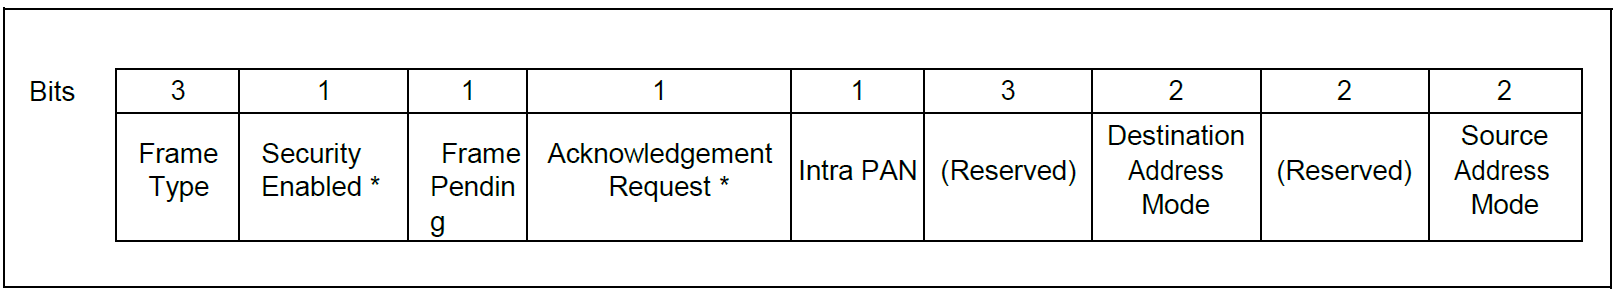 Bits 3 1 1 1 1 3 2 2 2
Frame Type
Security Enabled *
Frame Pendin g
Acknowledgement Request *
Intra PAN
(Reserved)
Destination Address Mode
(Reserved)
Source Address Mode